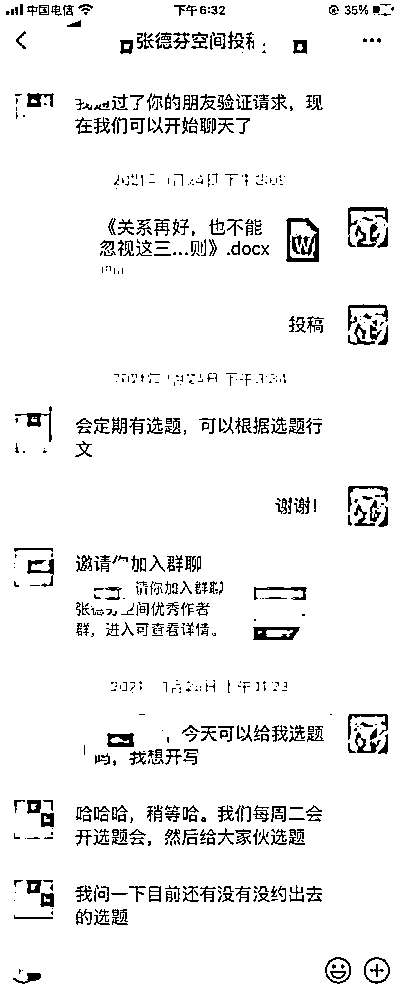 中国电信 下午6:32 35%
张德芬空间投稿
我通过了你的朋友验证请求，现
在我们可以开始聊天了
《关系再好，也不能
忽视这三...则》.docx
W
投稿
会定期有选题，可以根据选题行
文
谢谢！
邀请你加入群聊
请你加入群聊
张德芬空间优秀作者
群，进入可查看详情。
，今天可以给我选题
吗，我想开写
哈哈哈，稍等哈。我们每周二会
开选题会，然后给大家伙选题
我问一下目前还有没有没约出去
的选题